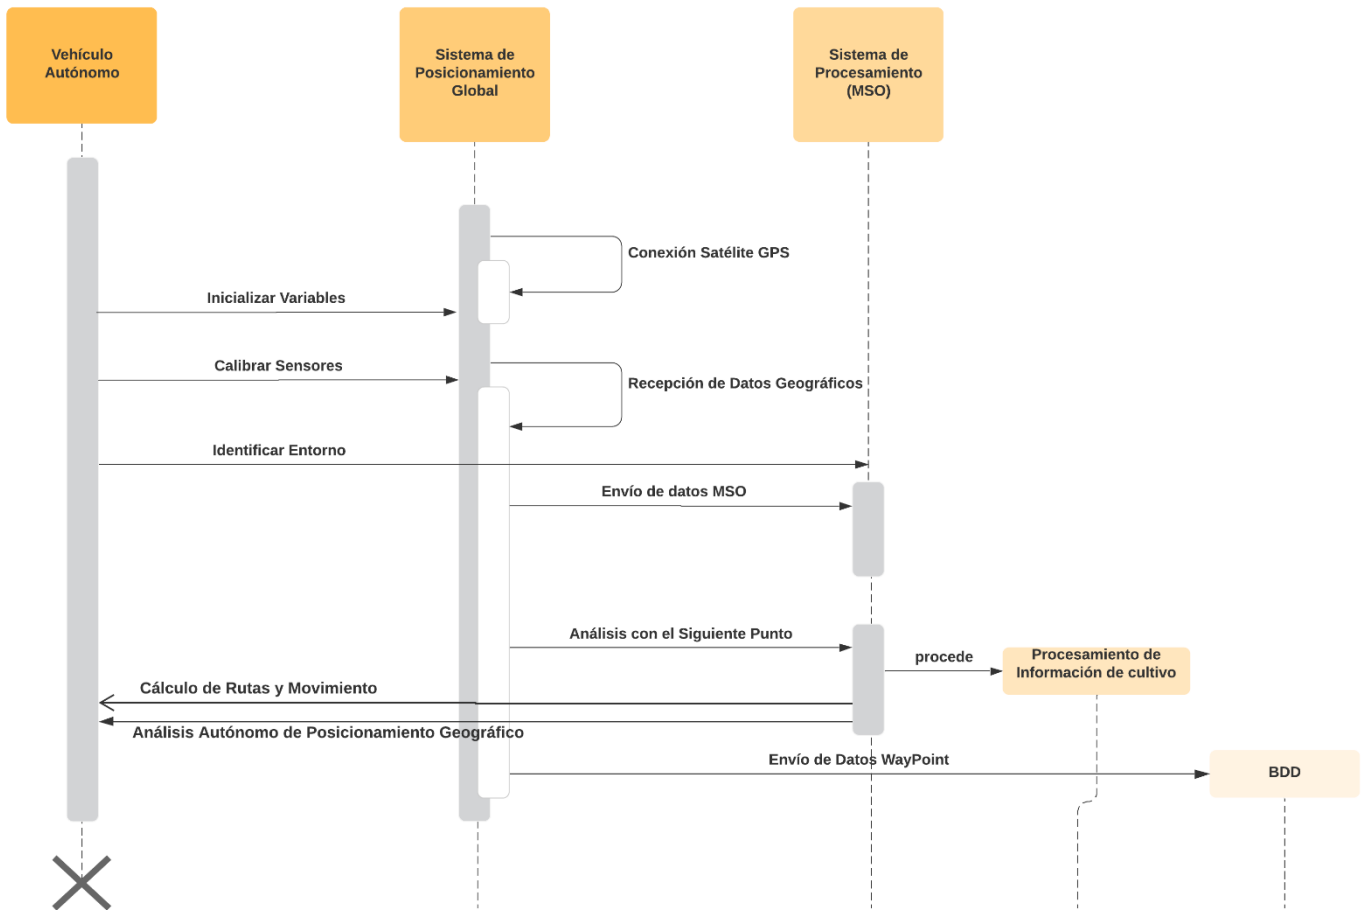 Vehículo
Autónomo
Sistema de
Posicionamiento
Global
Sistema de
Procesamiento
(MSO)
Conexión Satélite GPS
Inicializar Variables
Calibrar Sensores
Recepción de Datos Geográficos
Identificar Entorno
Envío de datos MSO
Análisis con el Siguiente Punto
procede
Procesamiento de
Información de cultivo
Cálculo de Rutas y Movimiento
Análisis Autónomo de Posicionamiento Geográfico
Envío de Datos WayPoint
BDD